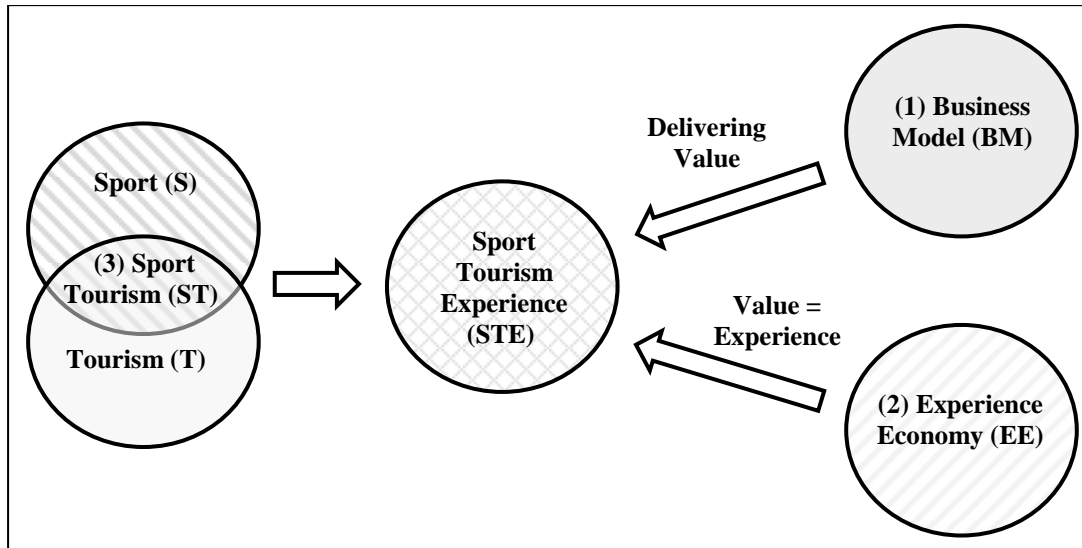 Sport (S)
(3) Sport
Tourism (ST)
Tourism (T)
Sport
Tourism
Experience
(STE)
Delivering
Value
(1) Business
Model (BM)
Value =
Experience
(2) Experience
Economy (EE)